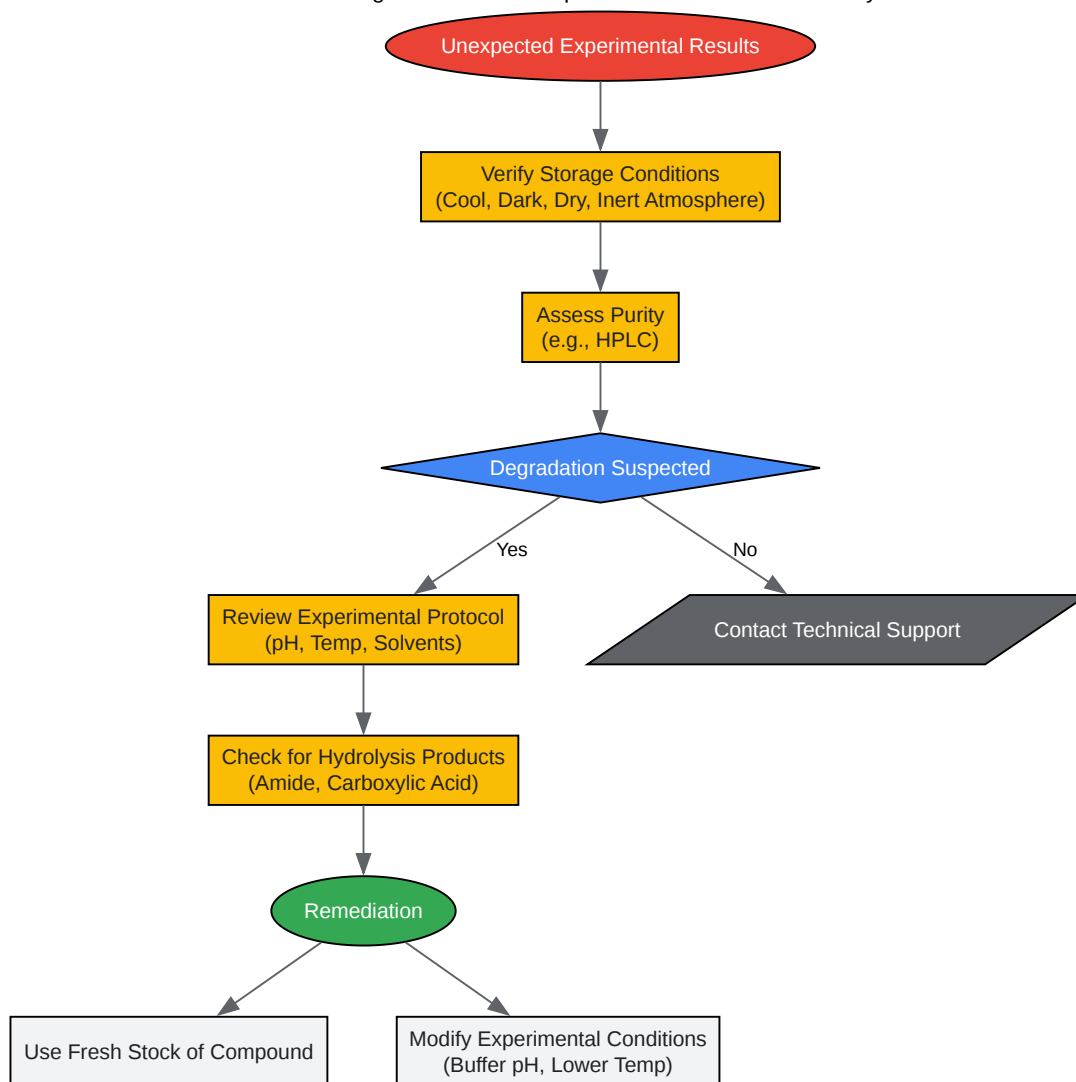 Unexpected Experimental Results
Verify Storage Conditions
(Cool, Dark, Dry, Inert Atmosphere)
Assess Purity
(e.g., HPLC)
Degradation Suspected
Yes
No
Review Experimental Protocol
(pH, Temp, Solvents)
Contact Technical Support
Check for Hydrolysis Products
(Amide, Carboxylic Acid)
Remediation
Use Fresh Stock of Compound
Modify Experimental Conditions
(Buffer pH, Lower Temp)